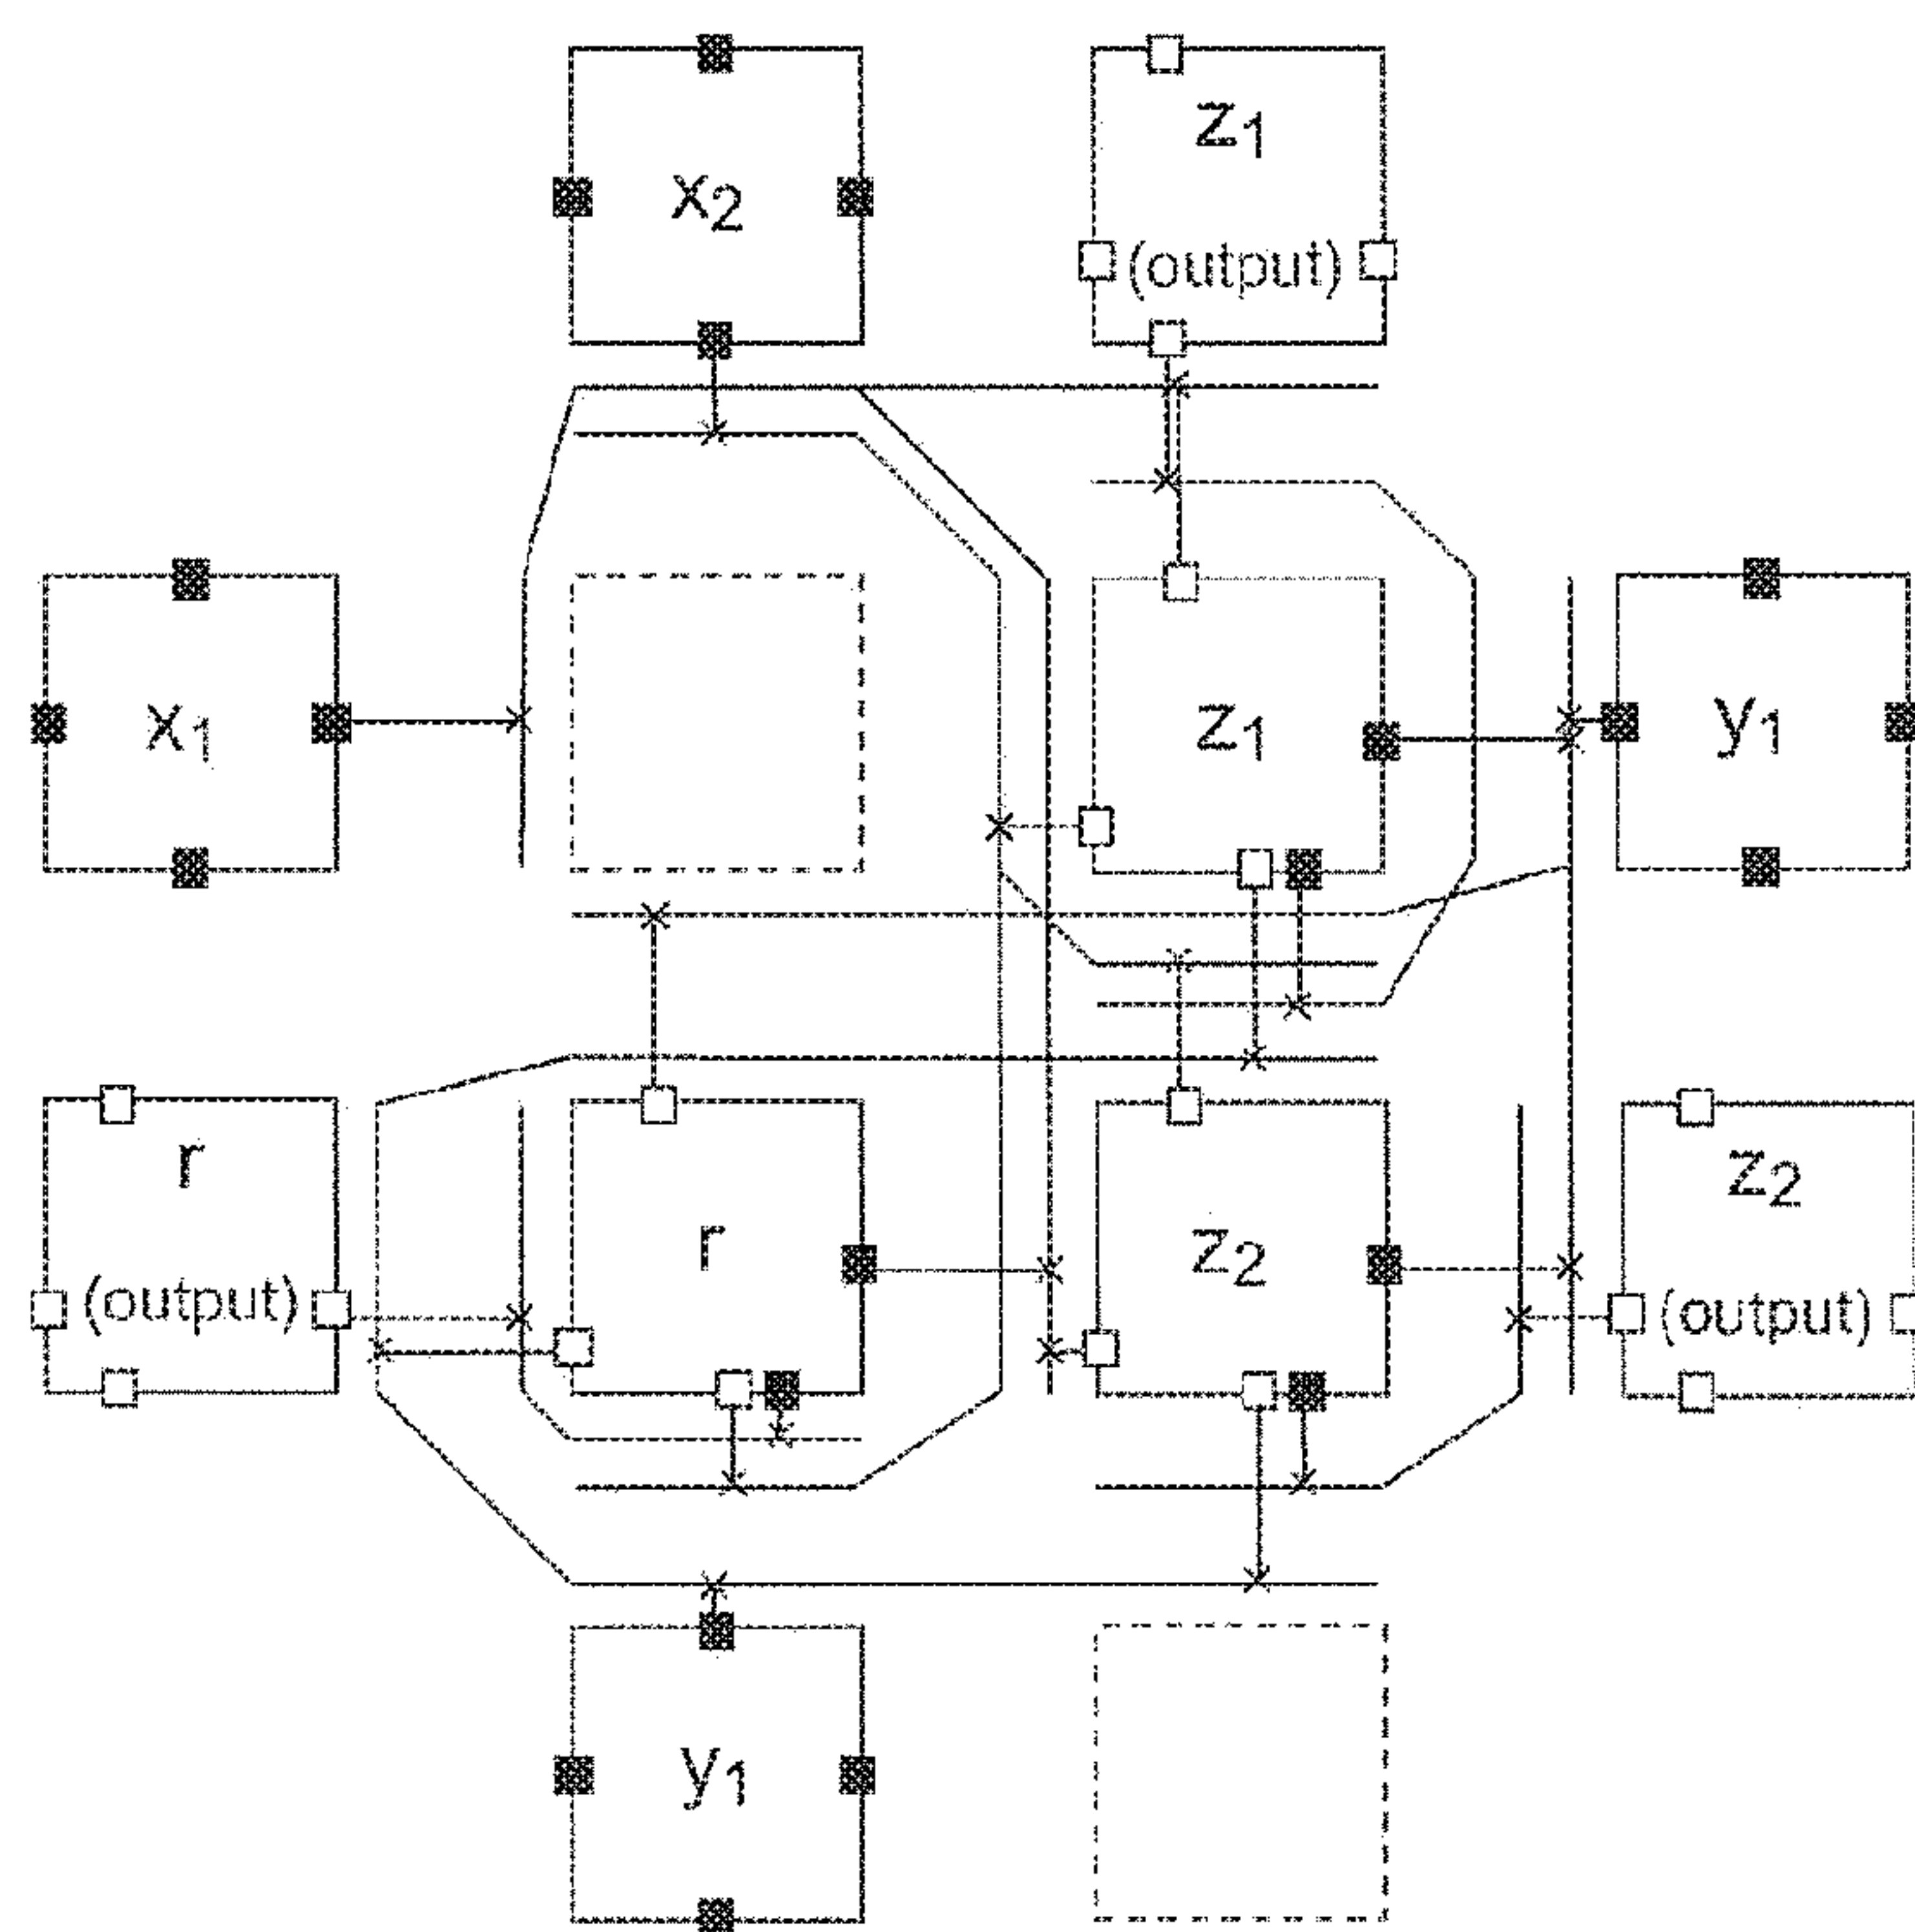 x₂
z₁
(output)
x₁
z₁
y₁
r
(output)
r
z₂
z₂
(output)
y₁